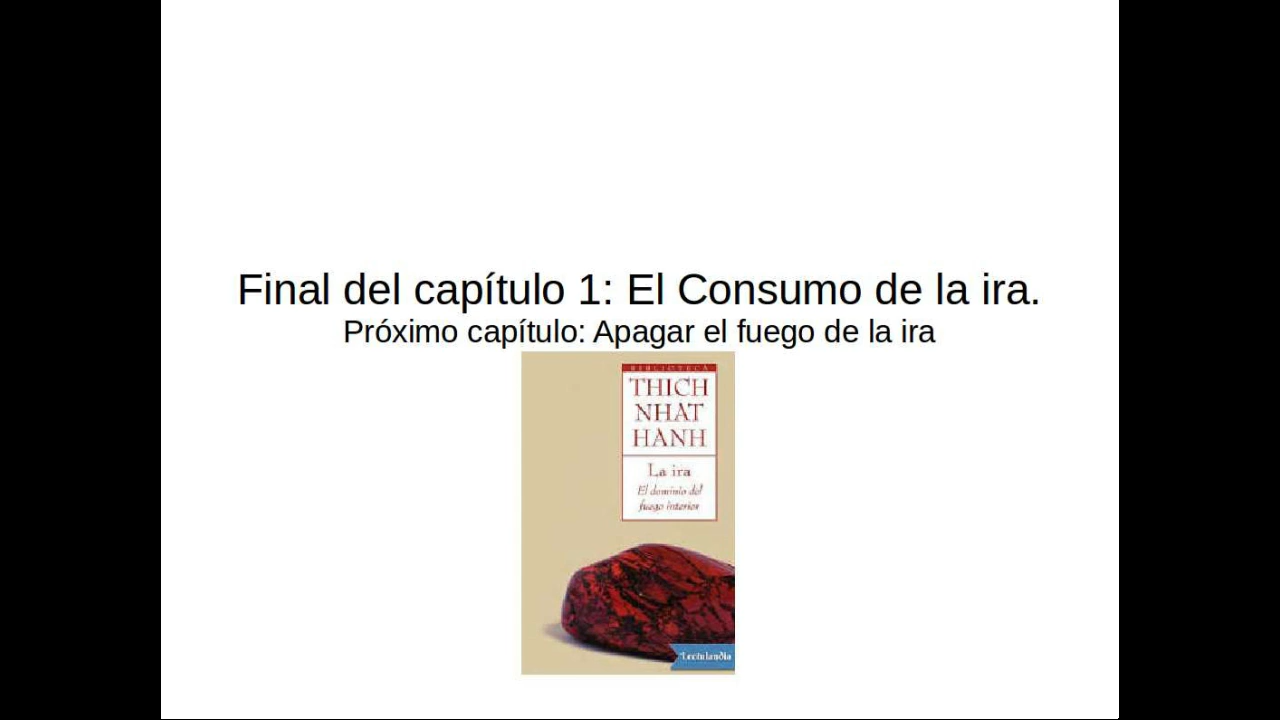 Final del capítulo 1: El Consumo de la ira.
Próximo capítulo: Apagar el fuego de la ira
BIBLIOTECA
THICH
NHAT
HANH
La ira
El dominio del
fuego interior
Lectulandia